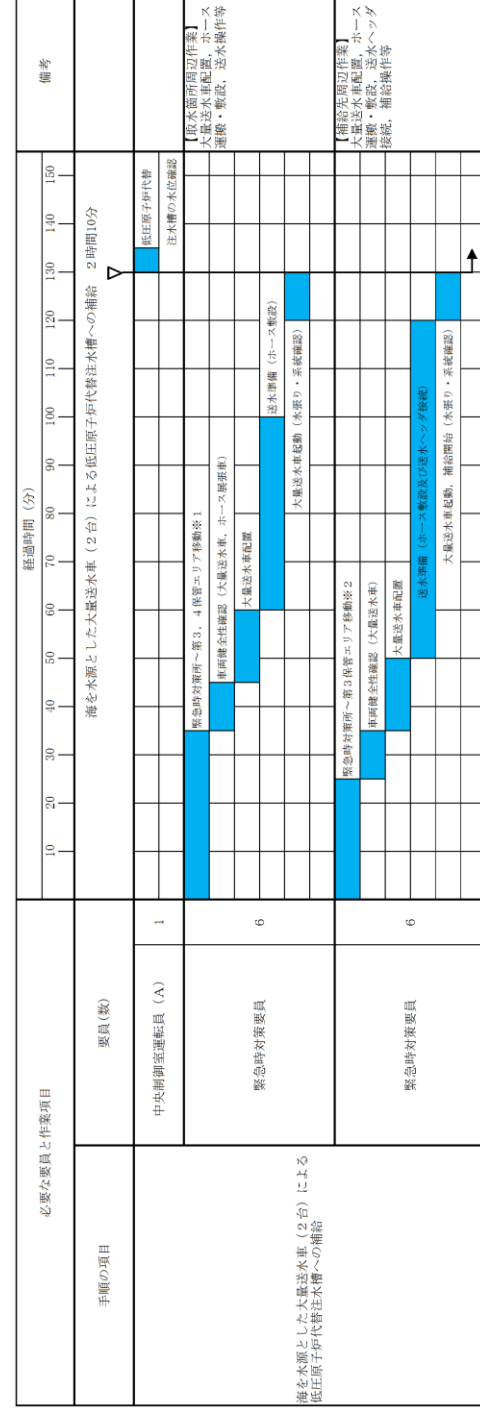 必要な要員と作業項目
経過時間（分）
備考
手順の項目
要員(数)
10 20 30 40 50 60 70 80 90 100 110 120 130 140 150
海を水源とした大量送水車（２台）による低圧原子炉代替注水槽への補給　２時間10分
海を水源とした大量送水車（２台）による
低圧原子炉代替注水槽への補給
中央制御室運転員（A）
1
低圧原子炉代替
注水槽の水位確認
緊急時対策要員
6
緊急時対策所～第３，４保管エリア移動※１
車両健全性確認（大量送水車，ホース展張車）
大量送水車配置
送水準備（ホース敷設）
大量送水車起動（水張り・系統確認）
【取水箇所周辺作業】
大量送水車配置，ホース
運搬・敷設，送水操作等
緊急時対策要員
6
緊急時対策所～第３保管エリア移動※２
車両健全性確認（大量送水車）
大量送水車配置
送水準備（ホース敷設及び送水ヘッダ接続）
大量送水車起動，補給開始（水張り・系統確認）
【補給先周辺作業】
大量送水車配置，ホース
運搬・敷設，送水ヘッダ
接続，補給操作等